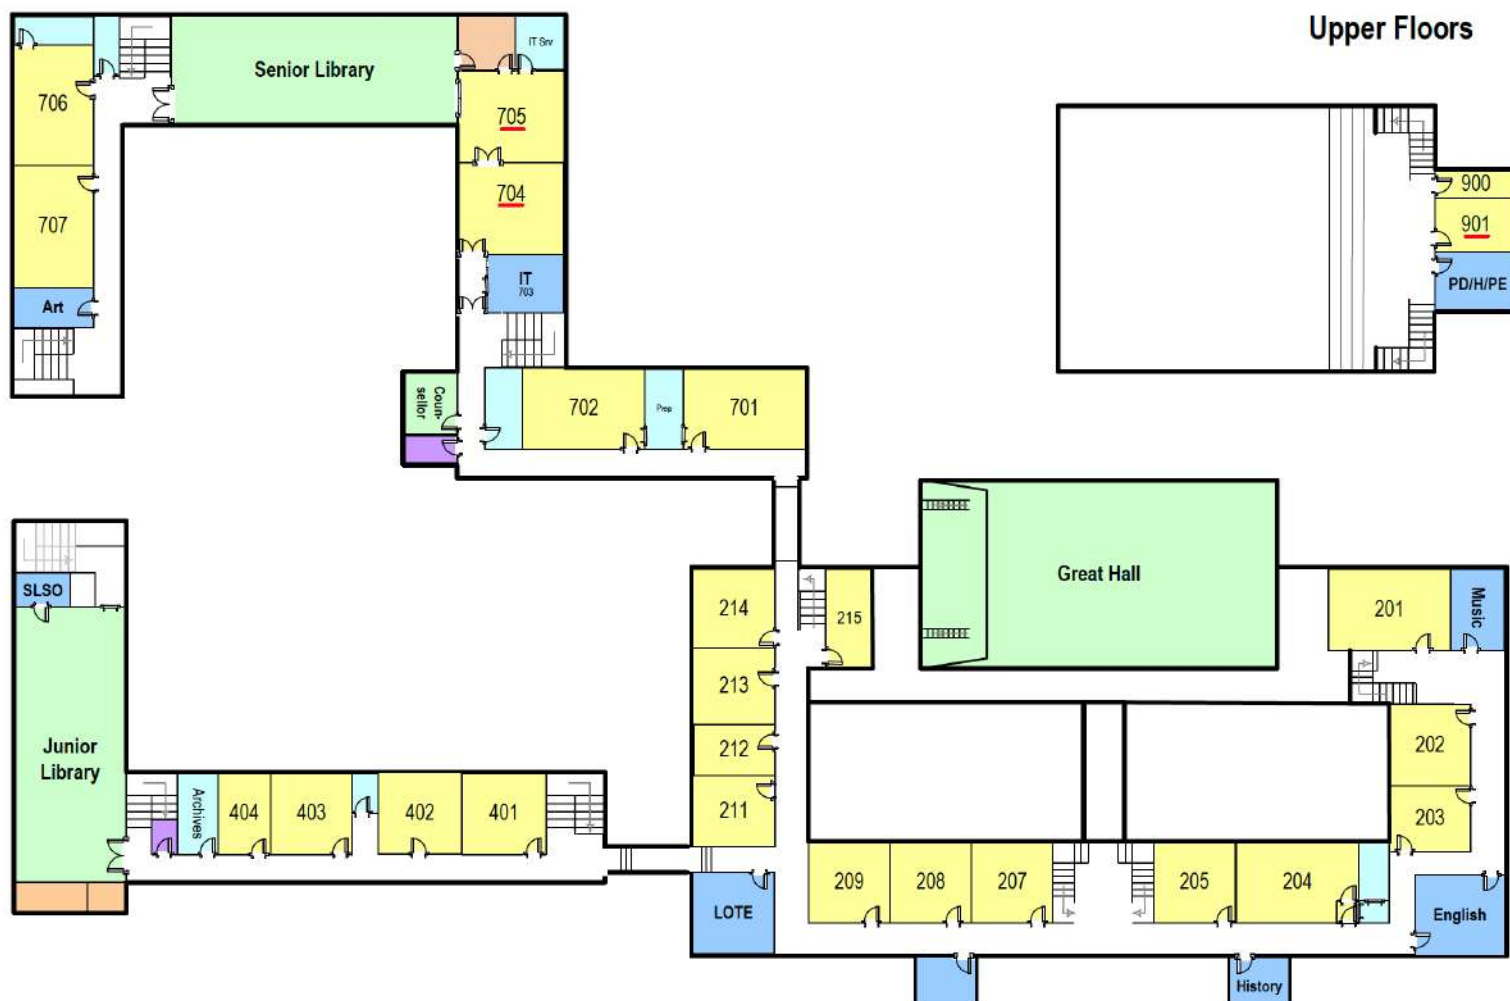 Upper Floors
IT Srv
Senior Library
706
705
704
707
IT
703
Art
900
901
PD/H/PE
Coun-
sellor
702
Prep
701
SLSO
Junior
Library
Archives
404
403
402
401
214
215
213
212
211
LOTE
Great Hall
201
Music
202
203
209
208
207
205
204
English
History